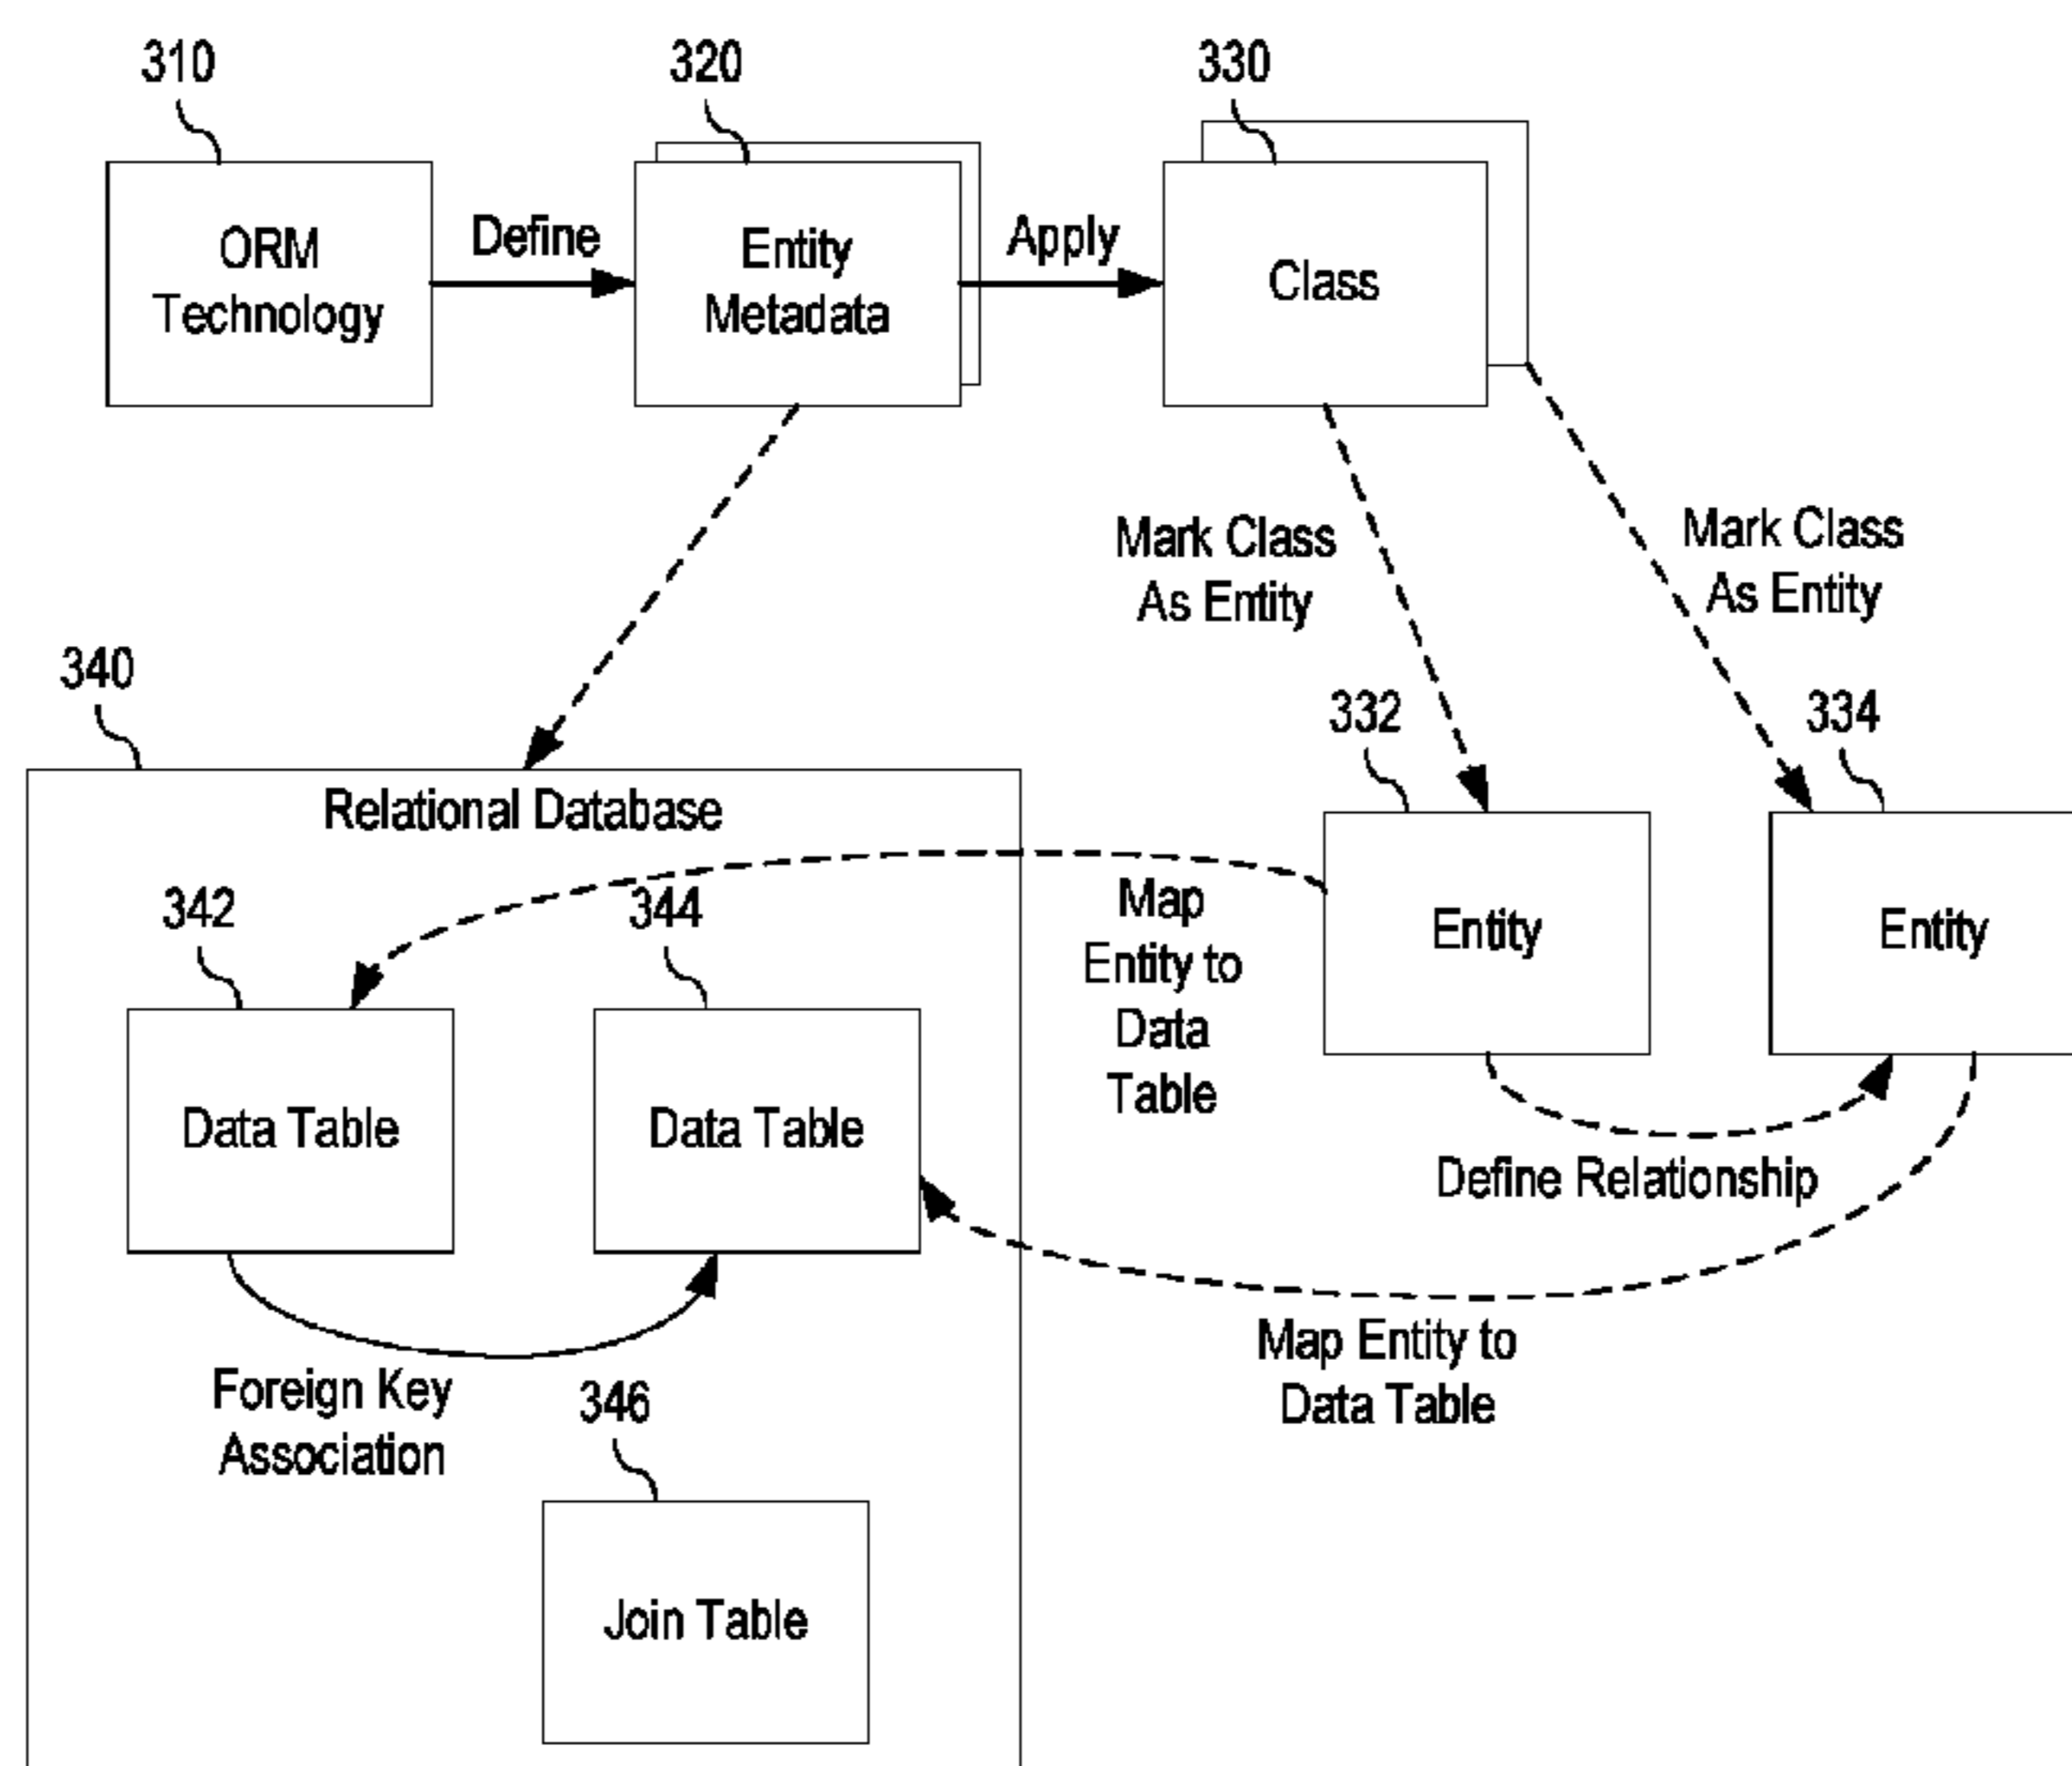 310
320
330
ORM
Technology
Define
Entity
Metadata
Apply
Class
Mark Class
As Entity
Mark Class
As Entity
340
332
334
Relational Database
342
344
Map
Entity to
Data
Table
Entity
Entity
Data Table
Data Table
Define Relationship
Foreign Key
Association
Map Entity to
Data Table
346
Join Table